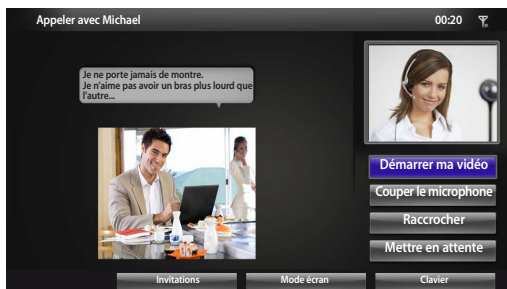 Appeler avec Michael
00:20
Je ne porte jamais de montre.
Je n'aime pas avoir un bras plus lourd que
l'autre...
Démarrer ma vidéo
Couper le microphone
Raccrocher
Mettre en attente
Invitations
Mode écran
Clavier